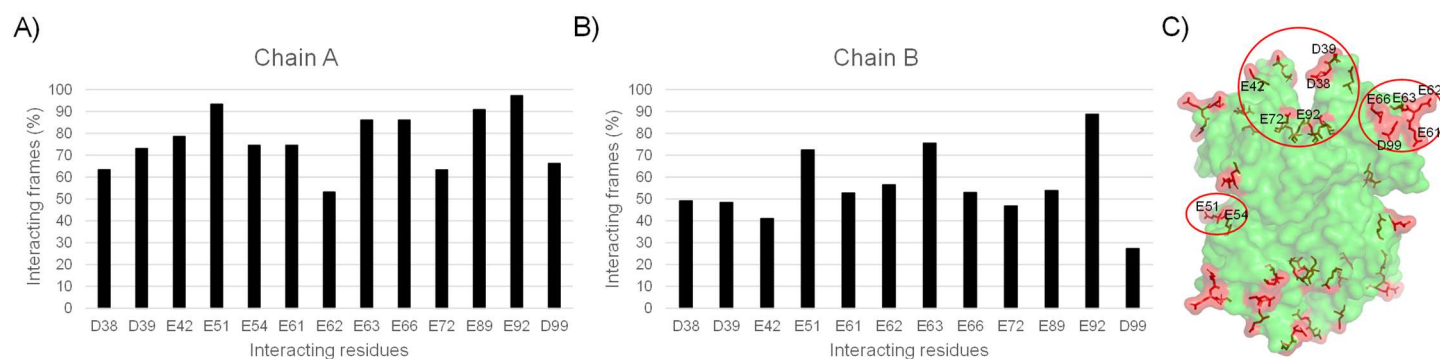 A)
Chain A
Interacting frames (%)
100
90
80
70
60
50
40
30
20
10
0
D38 D39 E42 E51 E54 E61 E62 E63 E66 E72 E89 E92 D99
Interacting residues
B)
Chain B
Interacting frames (%)
100
90
80
70
60
50
40
30
20
10
0
D38 D39 E42 E51 E61 E62 E63 E66 E72 E89 E92 D99
Interacting residues
C)
D39
E42 D38
E72 E92
E66 E63 E62
E61
D99
E51 E54